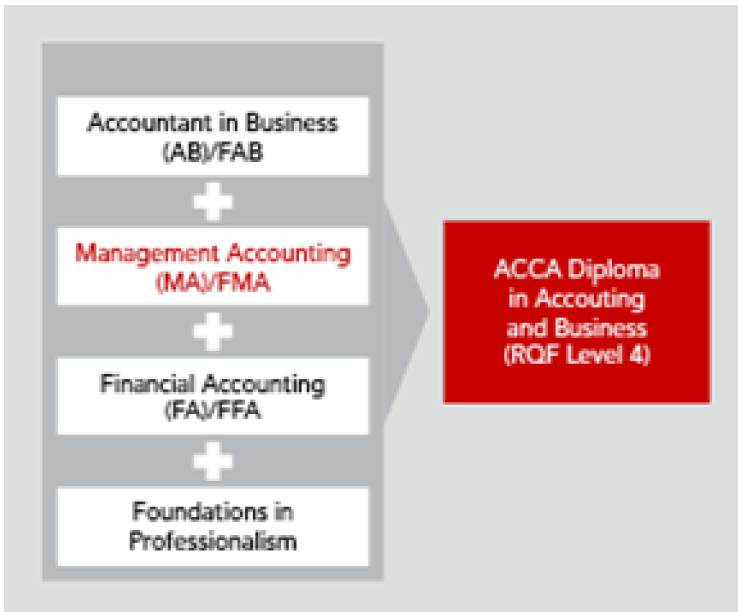 Accountant in Business
(AB)/FAB
Management Accounting
(MA)/FMA
Financial Accounting
(FA)/FFA
Foundations in
Professionalism
ACCA Diploma
in Accouting
and Business
(RQF Level 4)